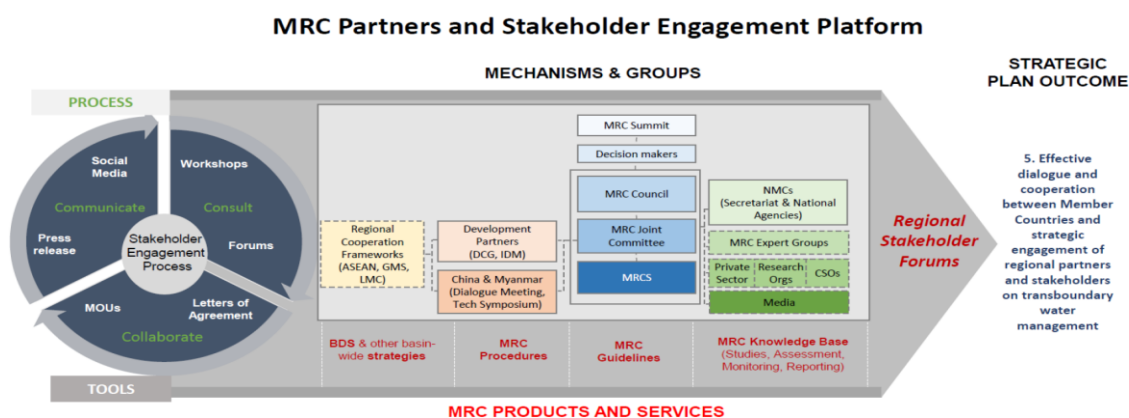 MRC Partners and Stakeholder Engagement Platform
MECHANISMS & GROUPS
STRATEGIC
PLAN OUTCOME
PROCESS
Social
Media
Workshops
Communicate
Consult
Press
release
Stakeholder
Engagement
Process
Forums
MOUs
Letters of
Agreement
Collaborate
TOOLS
MRC Summit
Decision makers
MRC Council
MRC Joint
Committee
MRCS
Regional
Cooperation
Frameworks
(ASEAN, GMS,
LMC)
Development
Partners
(DCG, IDM)
China & Myanmar
(Dialogue Meeting,
Tech Symposium)
NMCs
(Secretariat & National
Agencies)
MRC Expert Groups
Private
Sector
Research
Orgs
CSOs
Media
BDS & other basin-
wide strategies
MRC
Procedures
MRC
Guidelines
MRC Knowledge Base
(Studies, Assessment,
Monitoring, Reporting)
MRC PRODUCTS AND SERVICES
Regional
Stakeholder
Forums
5. Effective
dialogue and
cooperation
between Member
Countries and
strategic
engagement of
regional partners
and stakeholders
on transboundary
water
management